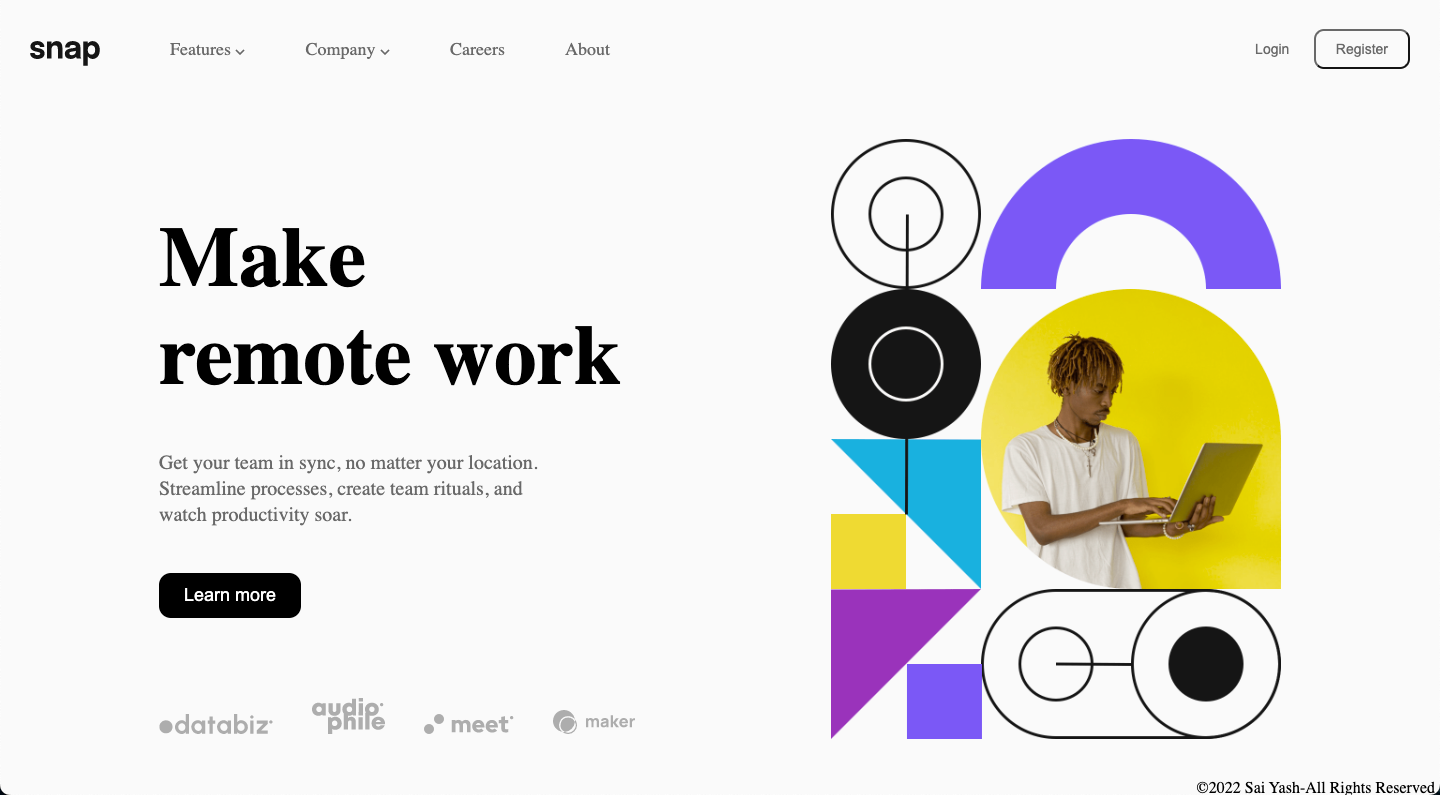 snap
Features
Company
Careers
About
Login
Register
Make
remote work
Get your team in sync, no matter your location.
Streamline processes, create team rituals, and
watch productivity soar.
Learn more
databiz
audio
phile
meet
maker
©2022 Sai Yash-All Rights Reserved